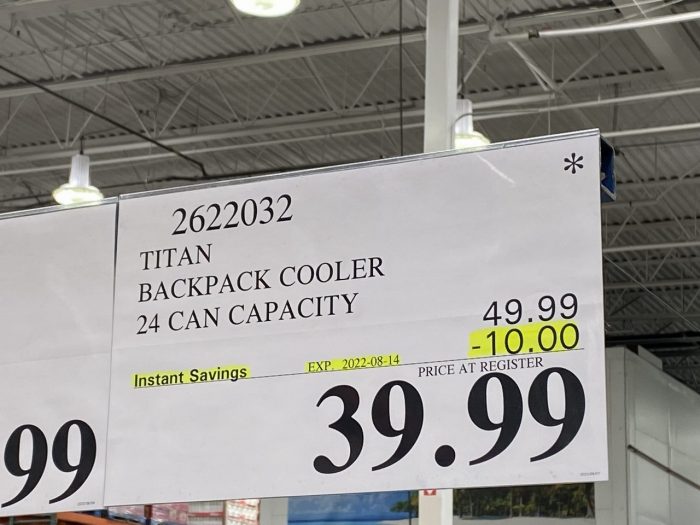 *
2622032
TITAN
BACKPACK COOLER
24 CAN CAPACITY
49.99
-10.00
Instant Savings EXP. 2022-08-14 PRICE AT REGISTER
39.99
99